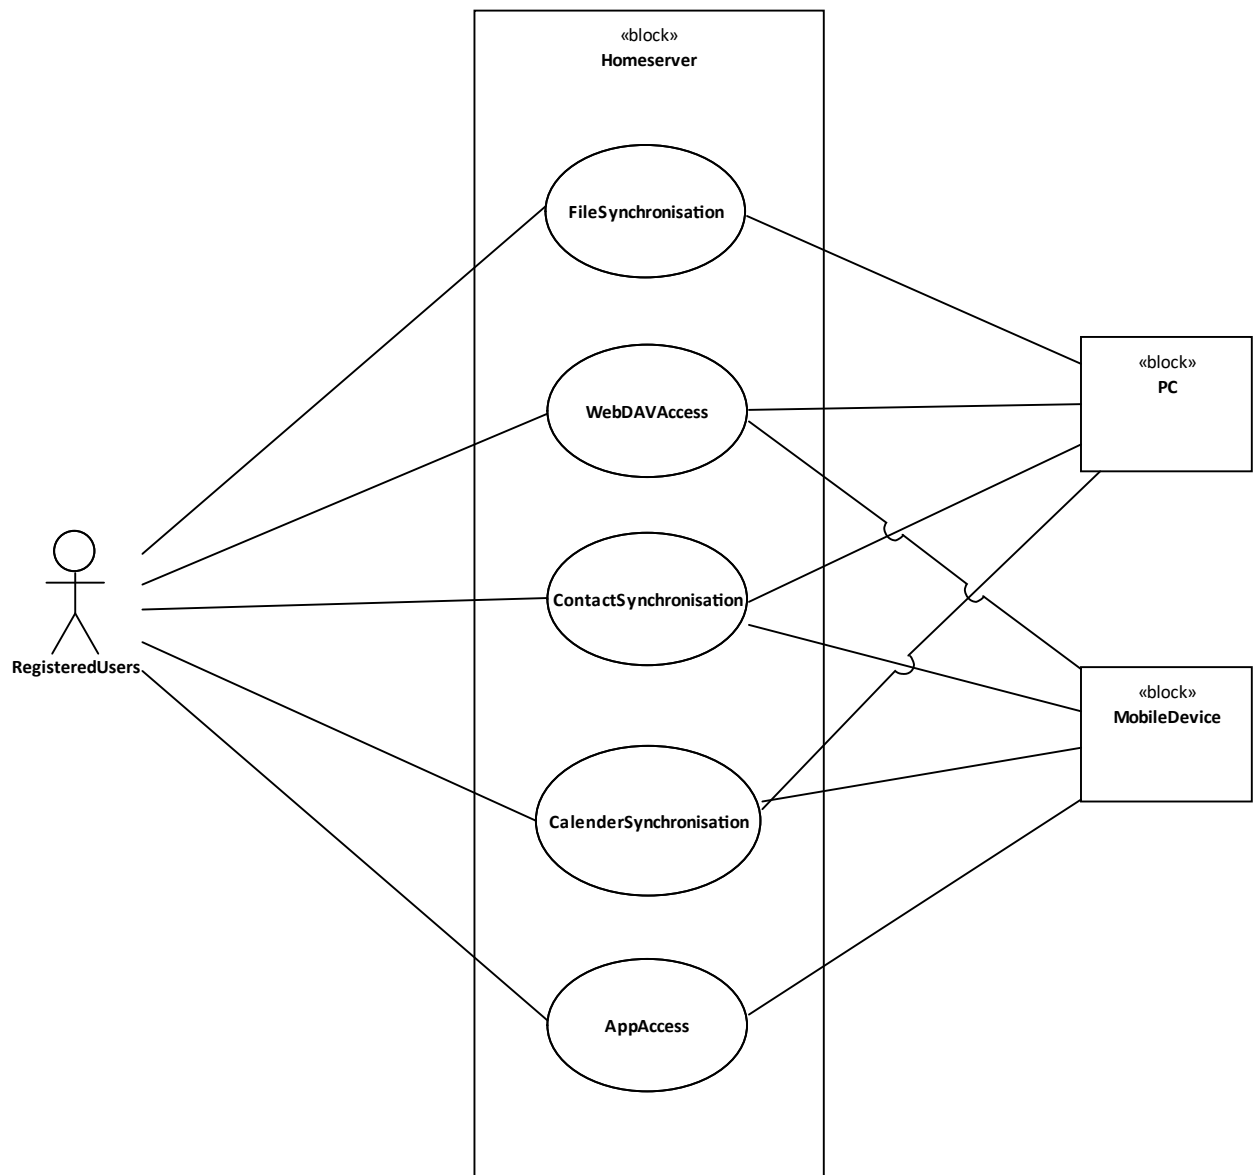 «block»
Homeserver
FileSynchronisation
WebDAVAccess
ContactSynchronisation
CalenderSynchronisation
AppAccess
RegisteredUsers
«block»
PC
«block»
MobileDevice